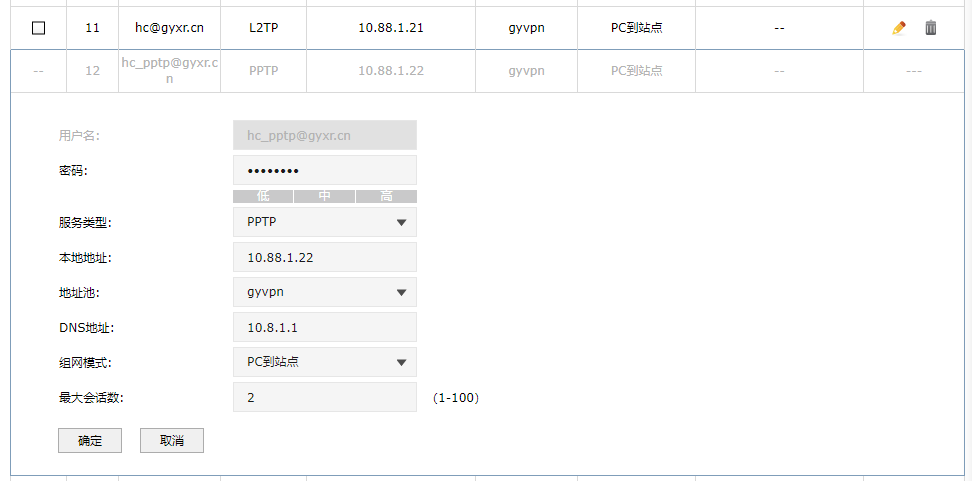 11 hc@gyxr.cn L2TP 10.88.1.21 gyvpn PC到站点 --
-- 12 hc_pptp@gyxr.c PPTP 10.88.1.22 gyvpn PC到站点 -- ---
n
用户名: hc_pptp@gyxr.cn
密码: ••••••••
低 中 高
服务类型: PPTP
本地地址: 10.88.1.22
地址池: gyvpn
DNS地址: 10.8.1.1
组网模式: PC到站点
最大会话数: 2 (1-100)
确定 取消